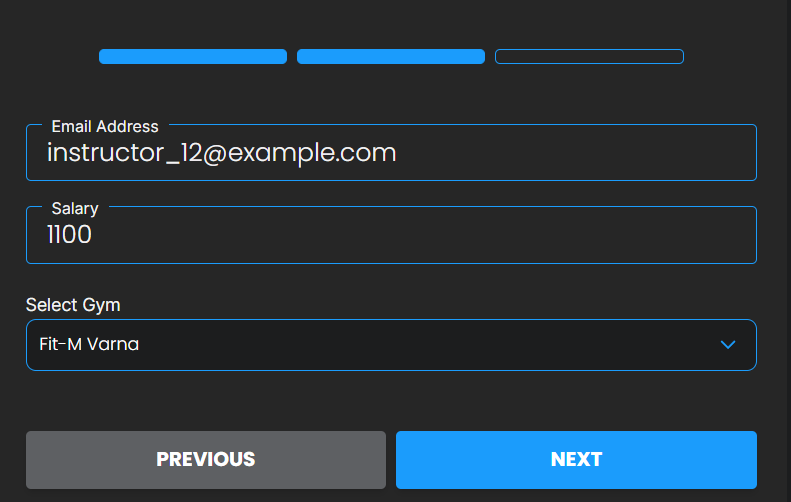 Email Address
instructor_12@example.com
Salary
1100
Select Gym
Fit-M Varna
PREVIOUS
NEXT